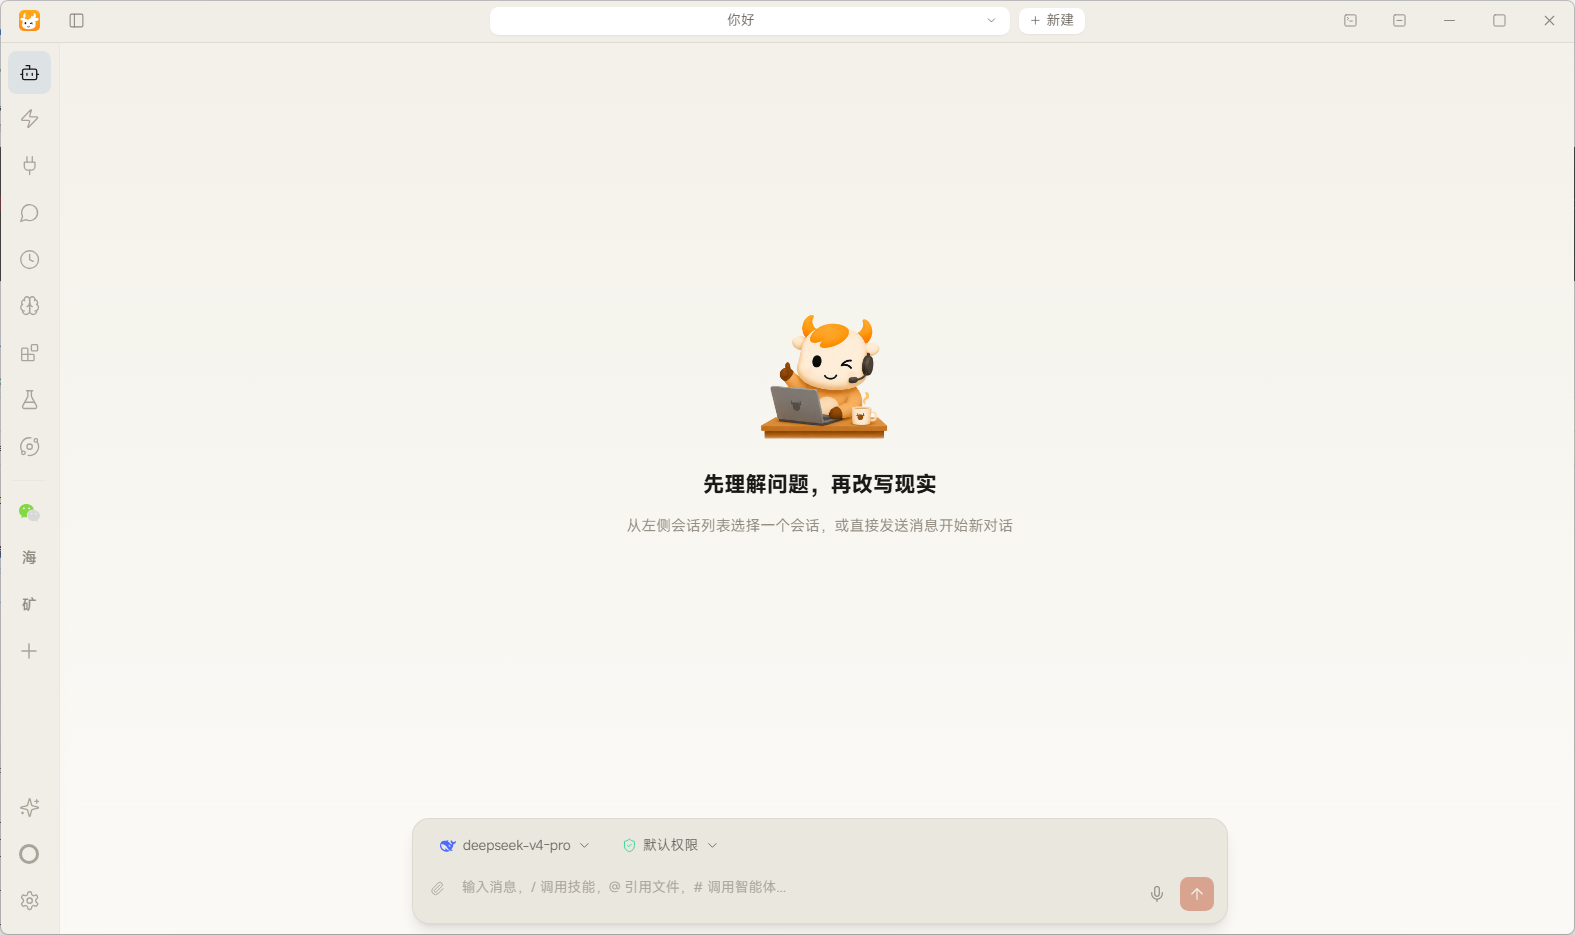 你好
+ 新建
海
矿
先理解问题，再改写现实
从左侧会话列表选择一个会话，或直接发送消息开始新对话
deepseek-v4-pro
默认权限
输入消息，/ 调用技能，@ 引用文件，# 调用智能体...